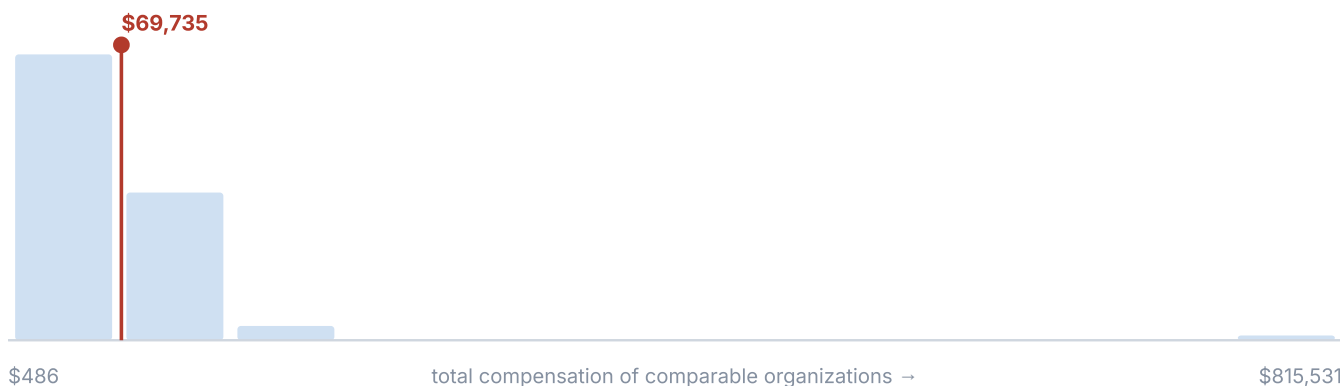 $69,735
$486 total compensation of comparable organizations → $815,531